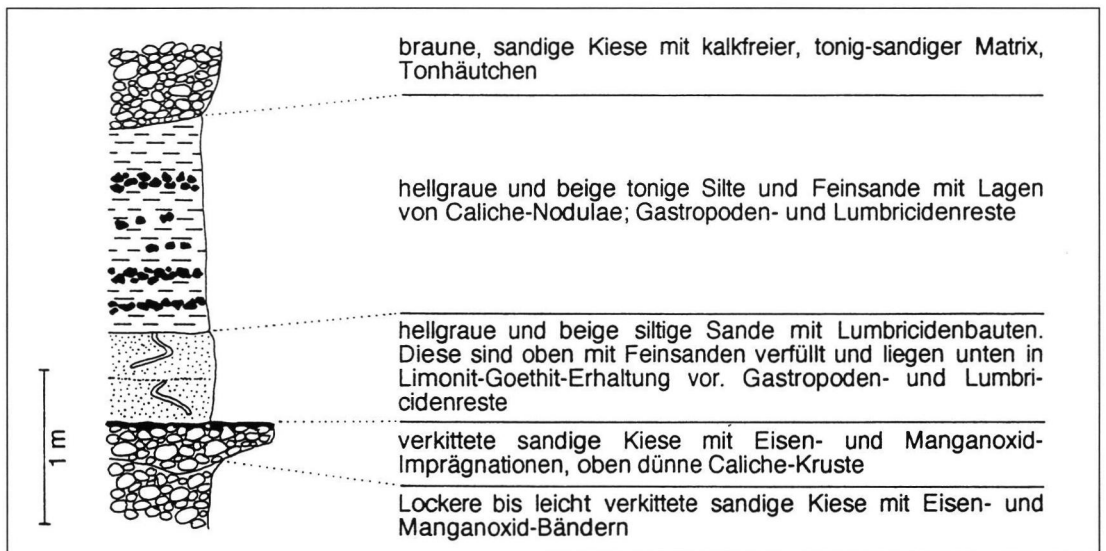 braune, sandige Kiese mit kalkfreier, tonig-sandiger Matrix,
Tonhäutchen
hellgraue und beige tonige Silte und Feinsande mit Lagen
von Caliche-Nodulae; Gastropoden- und Lumbricidenreste
hellgraue und beige siltige Sande mit Lumbricidenbauten.
Diese sind oben mit Feinsanden verfüllt und liegen unten in
Limonit-Goethit-Erhaltung vor. Gastropoden- und Lumbri-
cidenreste
verkittete sandige Kiese mit Eisen- und Manganoxid-
Imprägnationen, oben dünne Caliche-Kruste
Lockere bis leicht verkittete sandige Kiese mit Eisen- und
Manganoxid-Bändern
1 m